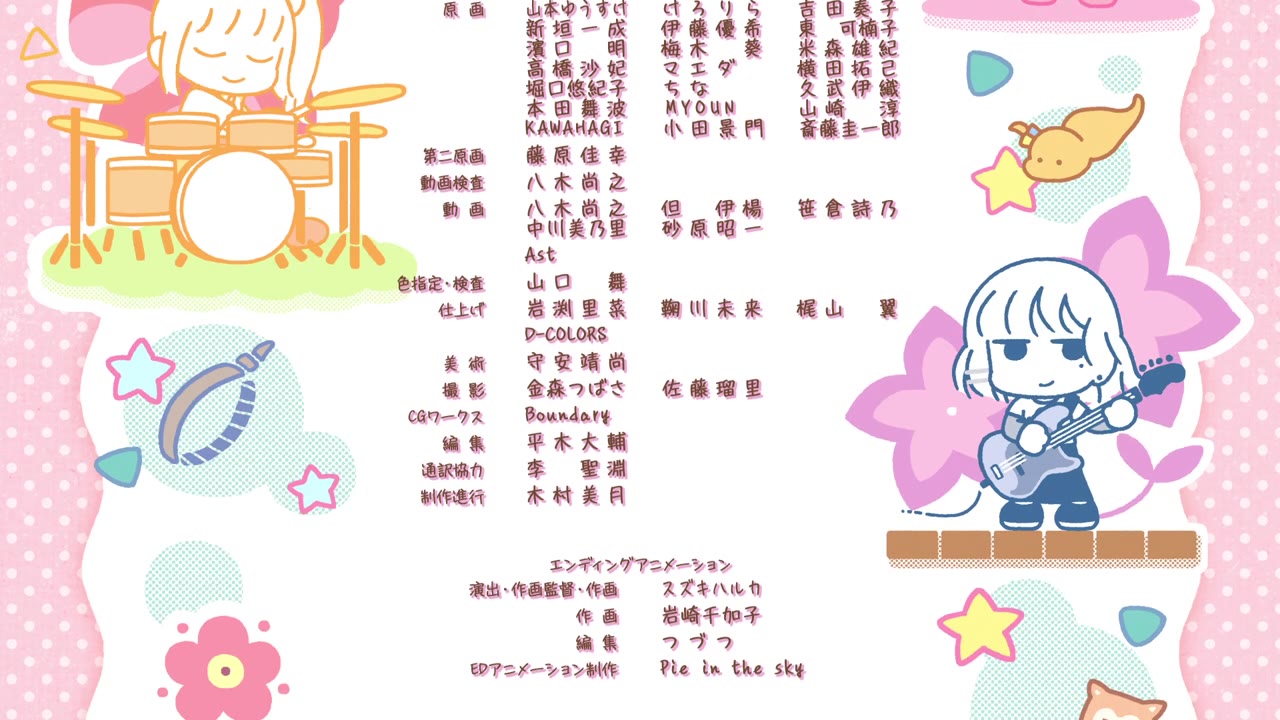 原画 山本ゆうすけ けろりら 吉田奏子
新垣一成 伊藤優希 東 可楠子
濱口 明 梅木 葵 米森雄紀
高橋沙妃 マエダ 横田拓己
堀口悠紀子 ちな 久武伊織
本田舞波 MYOUN 山崎 淳
KAWAHAGI 小田景門 斎藤圭一郎
第二原画 藤原佳幸
動画検査 八木尚之
動画 八木尚之 但 伊楊 笹倉詩乃
中川美乃里 砂原昭一
Ast
色指定・検査 山口 舞
仕上げ 岩渕里菜 鞠川未来 梶山 翼
D-COLORS
美術 守安靖尚
撮影 金森つばさ 佐藤瑠里
CGワークス Boundary
編集 平木大輔
通訳協力 李 聖淵
制作進行 木村美月
エンディングアニメーション
演出・作画監督・作画 スズキハルカ
作画 岩崎千加子
編集 つづつ
EDアニメーション制作 Pie in the sky